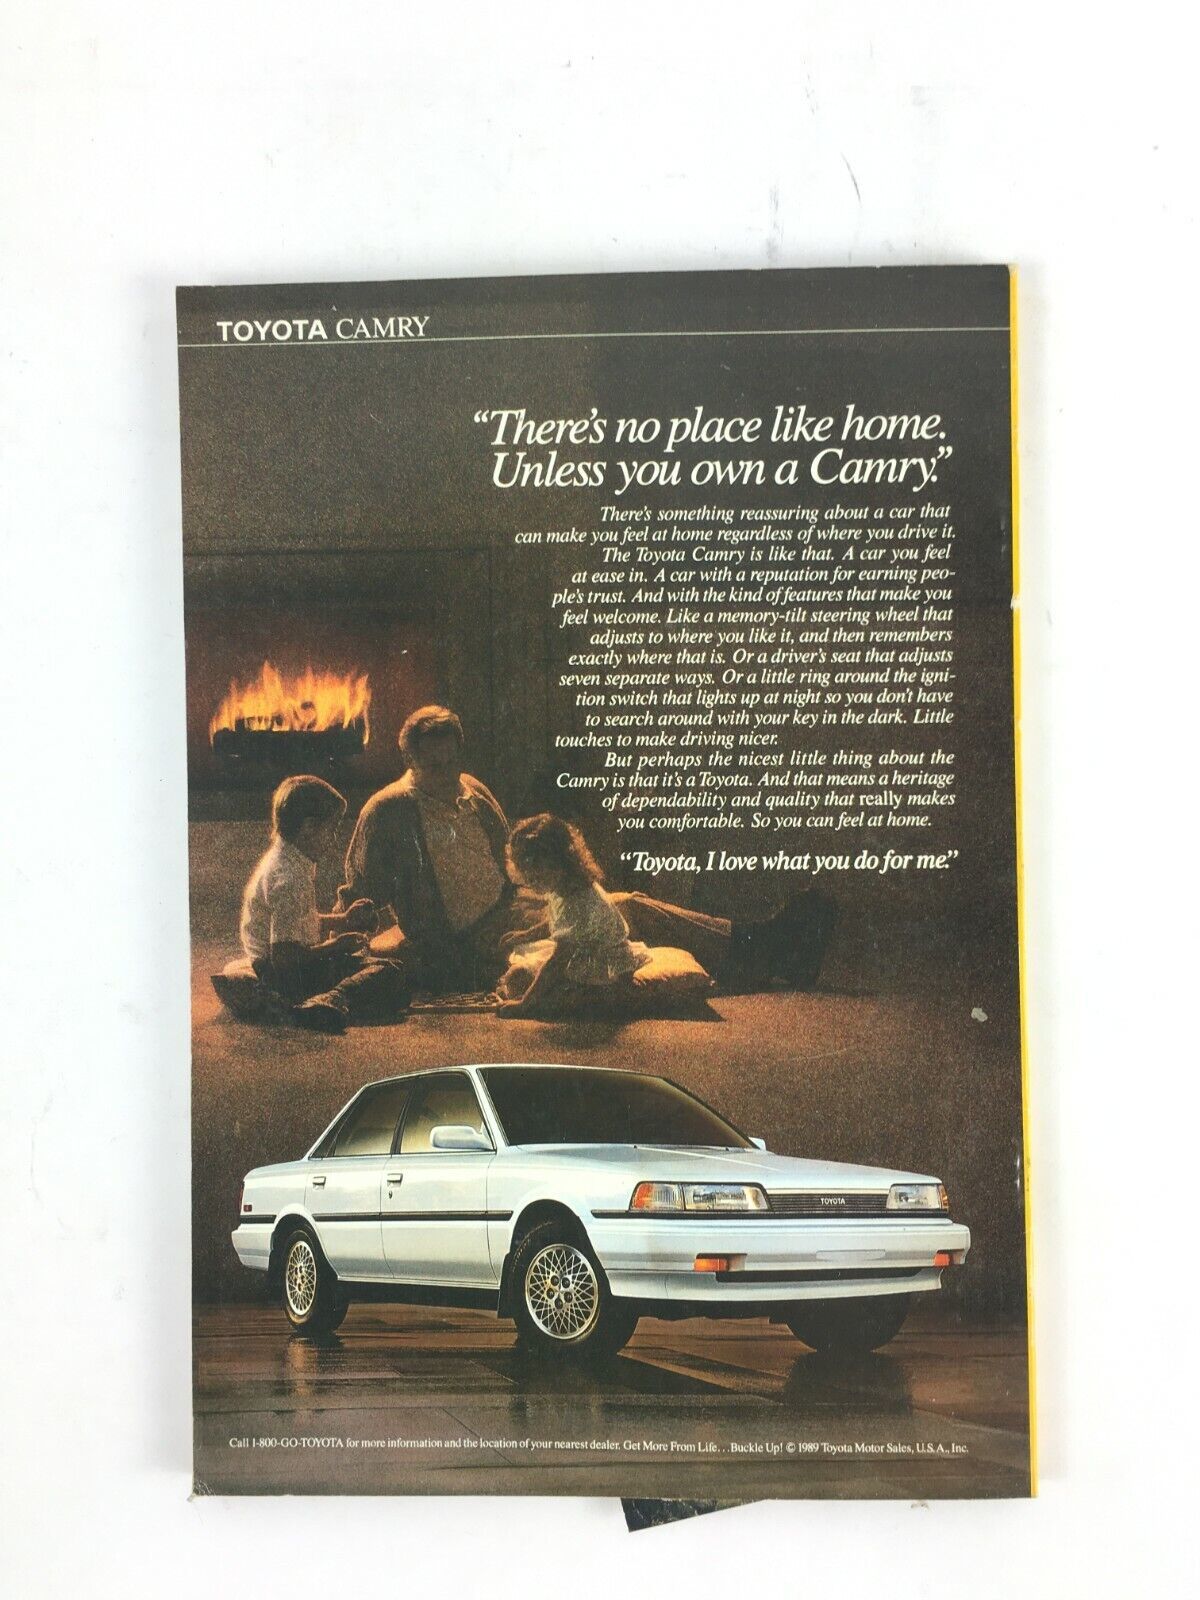 TOYOTA CAMRY
“There’s no place like home.
Unless you own a Camry.”
There’s something reassuring about a car that
can make you feel at home regardless of where you drive it.
The Toyota Camry is like that. A car you feel
at ease in. A car with a reputation for earning peo-
ple’s trust. And with the kind of features that make you
feel welcome. Like a memory-tilt steering wheel that
adjusts to where you like it, and then remembers
exactly where that is. Or a driver’s seat that adjusts
seven separate ways. Or a little ring around the igni-
tion switch that lights up at night so you don’t have
to search around with your key in the dark. Little
touches to make driving nicer.
But perhaps the nicest little thing about the
Camry is that it’s a Toyota. And that means a heritage
of dependability and quality that really makes
you comfortable. So you can feel at home.
“Toyota, I love what you do for me.”
TOYOTA
Call 1-800-GO-TOYOTA for more information and the location of your nearest dealer. Get More From Life. . . Buckle Up! © 1989 Toyota Motor Sales, U.S.A., Inc.